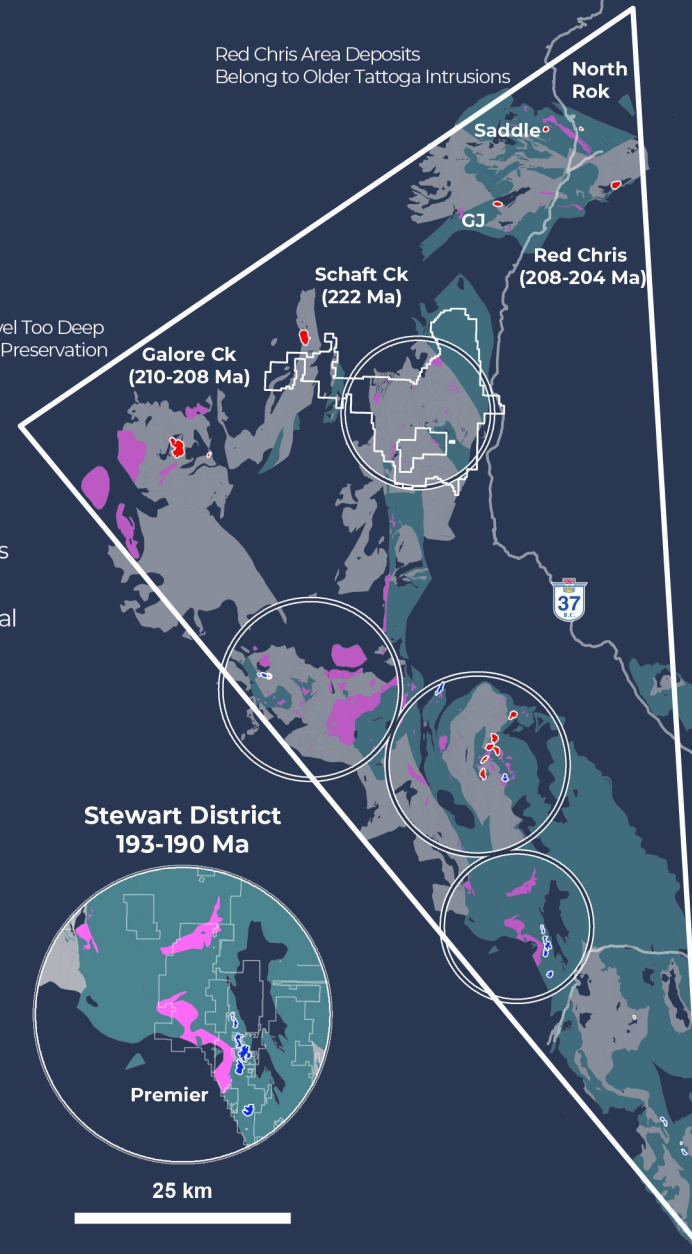 Red Chris Area Deposits
Belong to Older Tattoga Intrusions
North
Rok
Saddle
GJ
Red Chris
(208-204 Ma)
Schaft Ck
(222 Ma)
vel Too Deep
Preservation
Galore Ck
(210-208 Ma)
s
al
37
B.C.
Stewart District
193-190 Ma
Premier
25 km